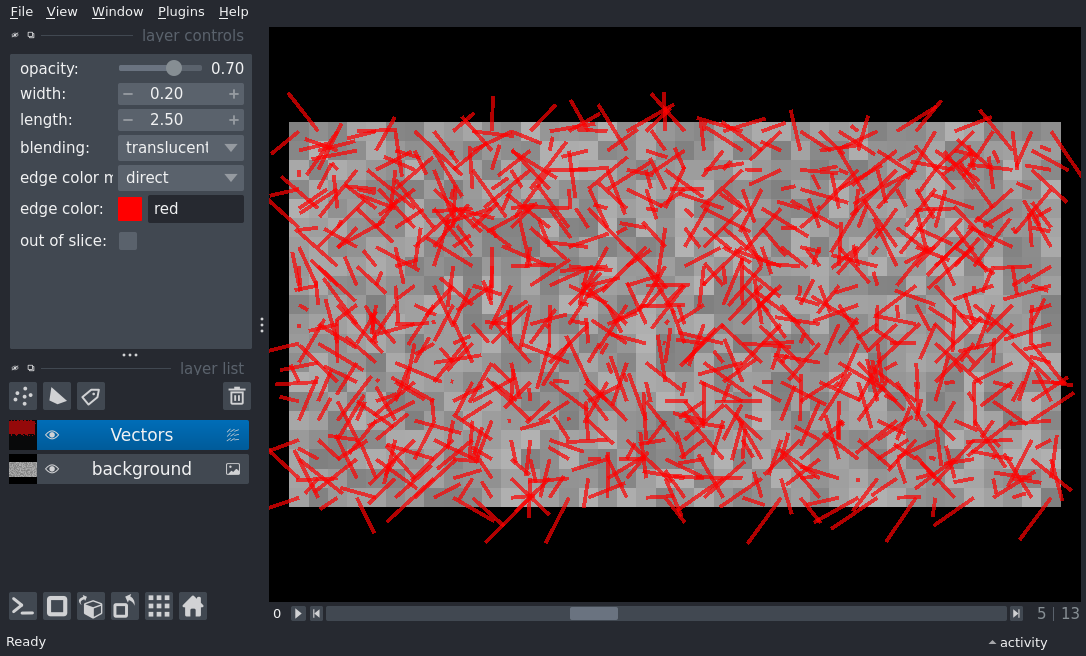 File View Window Plugins Help
layer controls
opacity: 0.70
width: 0.20
length: 2.50
blending: translucent
edge color m direct
edge color: red
out of slice:
layer list
Vectors
background
0 5 | 13
Ready activity